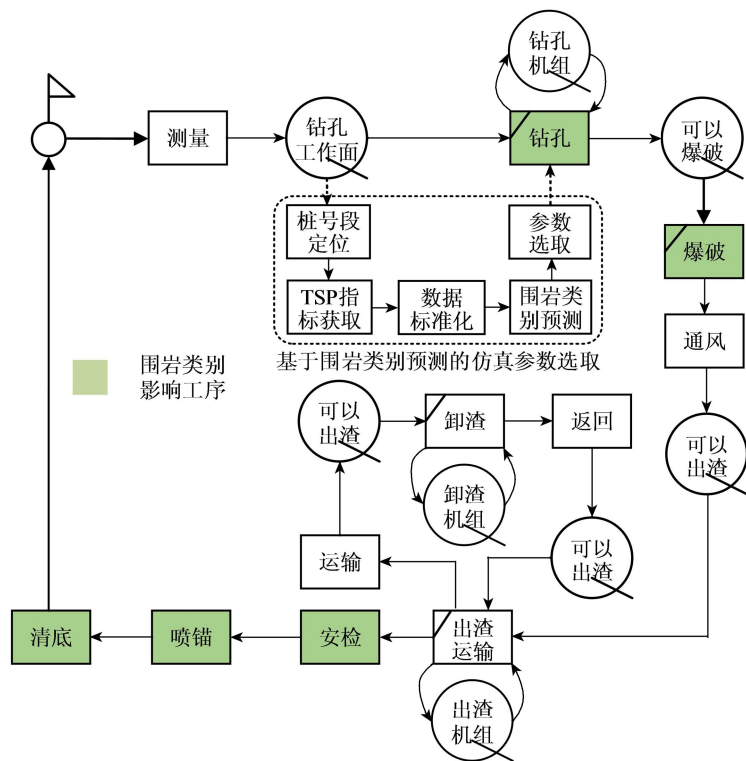 钻孔
机组
测量
钻孔
工作面
钻孔
可以
爆破
桩号段
定位
参数
选取
爆破
TSP指
标获取
数据
标准化
围岩类
别预测
通风
基于围岩类别预测的仿真参数选取
围岩类别
影响工序
可以
出渣
卸渣
返回
可以
出渣
卸渣
机组
运输
可以
出渣
清底
喷锚
安检
出渣
运输
出渣
机组